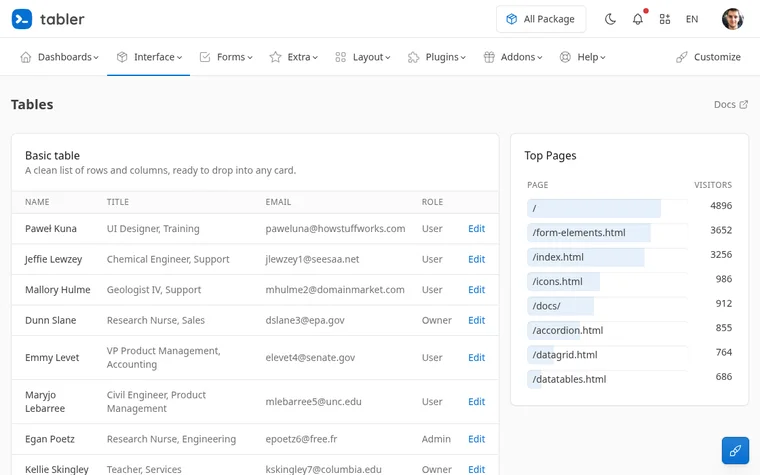 tabler
All Package
EN
Dashboards
Interface
Forms
Extra
Layout
Plugins
Addons
Help
Customize
Tables
Docs
Basic table
A clean list of rows and columns, ready to drop into any card.
NAME TITLE EMAIL ROLE
Paweł Kuna UI Designer, Training paweluna@howstuffworks.com User Edit
Jeffie Lewzey Chemical Engineer, Support jlewzey1@seesaa.net User Edit
Mallory Hulme Geologist IV, Support mhulme2@domainmarket.com User Edit
Dunn Slane Research Nurse, Sales dslane3@epa.gov Owner Edit
Emmy Levet VP Product Management, Accounting elevet4@senate.gov User Edit
Maryjo Lebarree Civil Engineer, Product Management mlebarree5@unc.edu User Edit
Egan Poetz Research Nurse, Engineering epoetz6@free.fr Admin Edit
Kellie Skingley Teacher, Services kskingley7@columbia.edu Owner Edit
Top Pages
PAGE VISITORS
/ 4896
/form-elements.html 3652
/index.html 3256
/icons.html 986
/docs/ 912
/accordion.html 855
/datagrid.html 764
/datatables.html 686